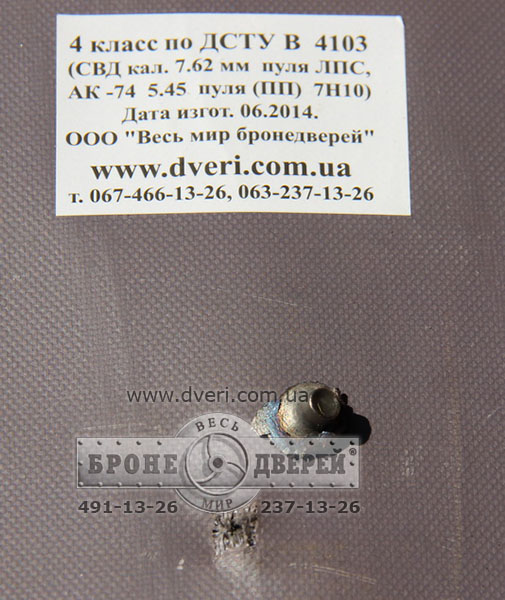 4 класс по ДСТУ В 4103
(СВД кал. 7.62 мм пуля ЛПС,
АК -74 5.45 пуля (ПП) 7Н10)
Дата изгот. 06.2014.
ООО "Весь мир бронедверей"
www.dveri.com.ua
т. 067-466-13-26, 063-237-13-26
www.dveri.com.ua
ВЕСЬ
БРОНЕ ДВЕРЕЙ®
МИР
491-13-26 237-13-26